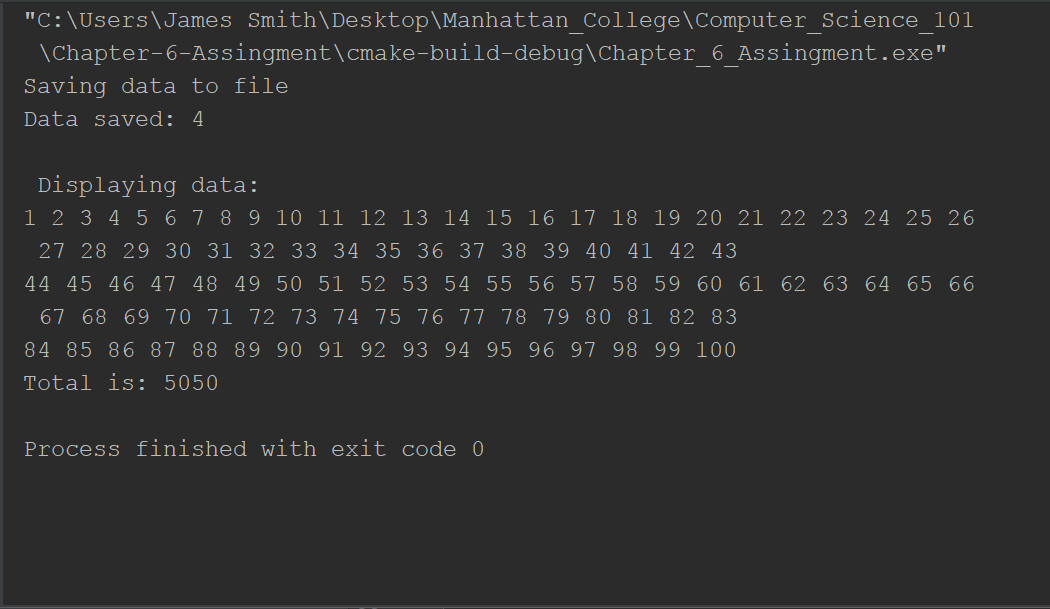 "C:\Users\James Smith\Desktop\Manhattan_College\Computer_Science_101
\Chapter-6-Assingment\cmake-build-debug\Chapter_6_Assingment.exe"
Saving data to file
Data saved: 4
Displaying data:
1 2 3 4 5 6 7 8 9 10 11 12 13 14 15 16 17 18 19 20 21 22 23 24 25 26
27 28 29 30 31 32 33 34 35 36 37 38 39 40 41 42 43
44 45 46 47 48 49 50 51 52 53 54 55 56 57 58 59 60 61 62 63 64 65 66
67 68 69 70 71 72 73 74 75 76 77 78 79 80 81 82 83
84 85 86 87 88 89 90 91 92 93 94 95 96 97 98 99 100
Total is: 5050
Process finished with exit code 0